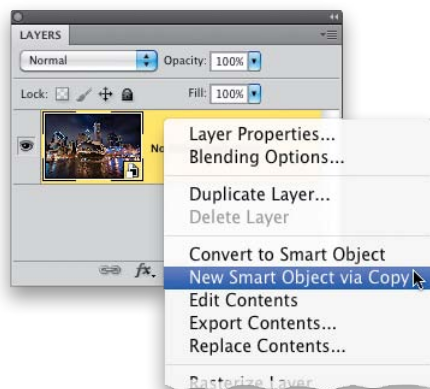 LAYERS
Normal Opacity: 100%
Lock: Fill: 100%
fx.
Layer Properties...
Blending Options...
Duplicate Layer...
Delete Layer
Convert to Smart Object
New Smart Object via Copy
Edit Contents
Export Contents...
Replace Contents...
Rasterize Layer